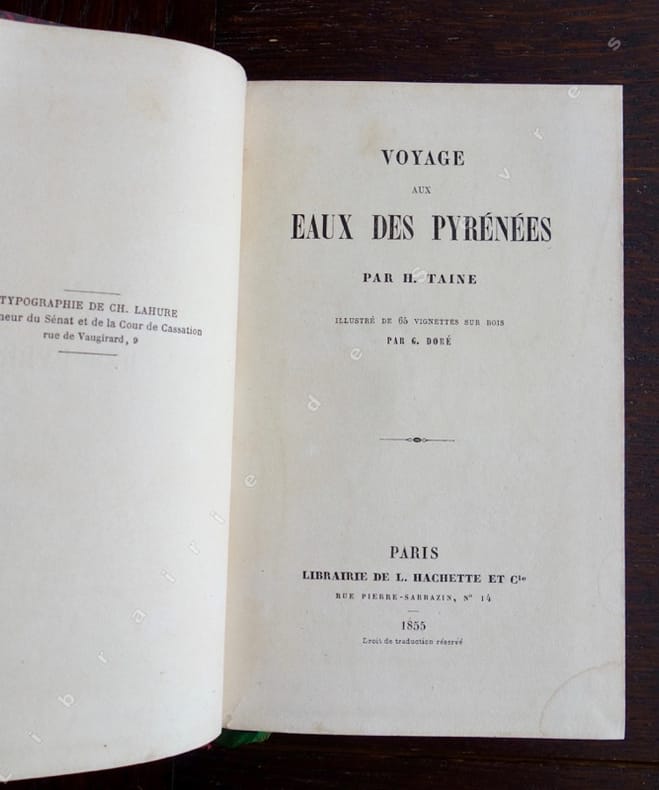 TYPOGRAPHIE DE CH. LAHURE
du Sénat et de la Cour de Cassation
rue de Vaugirard, 9
VOYAGE
AUX
EAUX DES PYRÉNÉES
PAR H. TAINE
ILLUSTRÉ DE 65 VIGNETTES SUR BOIS
PAR G. DORÉ
PARIS
LIBRAIRIE DE L. HACHETTE ET Cie
RUE PIERRE-SARRAZIN, N° 14
1855
Droit de traduction réservé